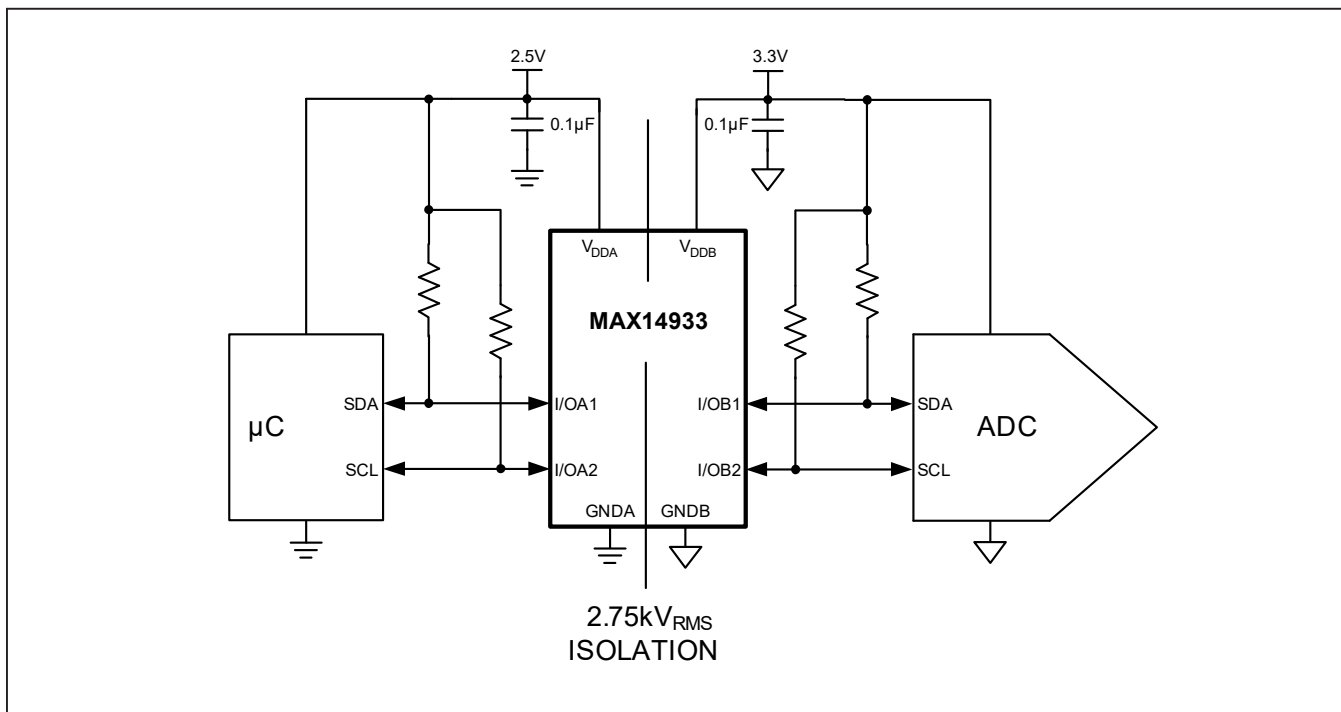 2.5V
3.3V
0.1µF
0.1µF
VDDA
VDDB
MAX14933
SDA
I/OA1
I/OB1
SDA
µC
ADC
SCL
I/OA2
I/OB2
SCL
GNDA
GNDB
2.75kVRMS
ISOLATION